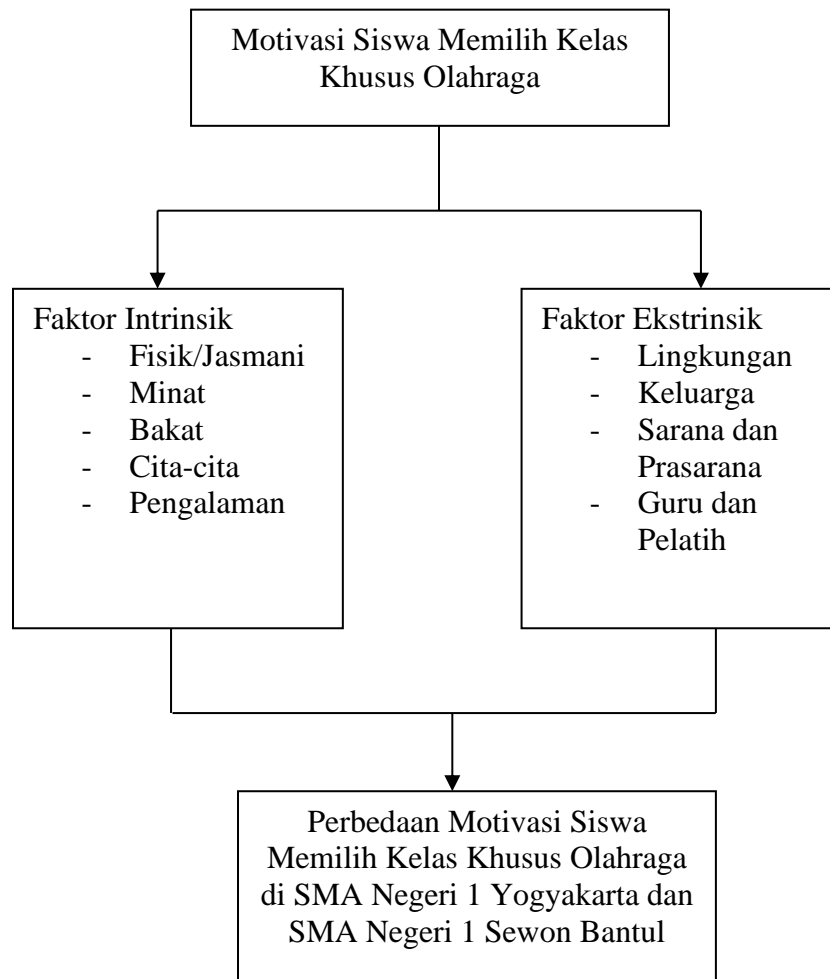 Motivasi Siswa Memilih Kelas
Khusus Olahraga
Faktor Intrinsik
- Fisik/Jasmani
- Minat
- Bakat
- Cita-cita
- Pengalaman
Faktor Ekstrinsik
- Lingkungan
- Keluarga
- Sarana dan
Prasarana
- Guru dan
Pelatih
Perbedaan Motivasi Siswa
Memilih Kelas Khusus Olahraga
di SMA Negeri 1 Yogyakarta dan
SMA Negeri 1 Sewon Bantul